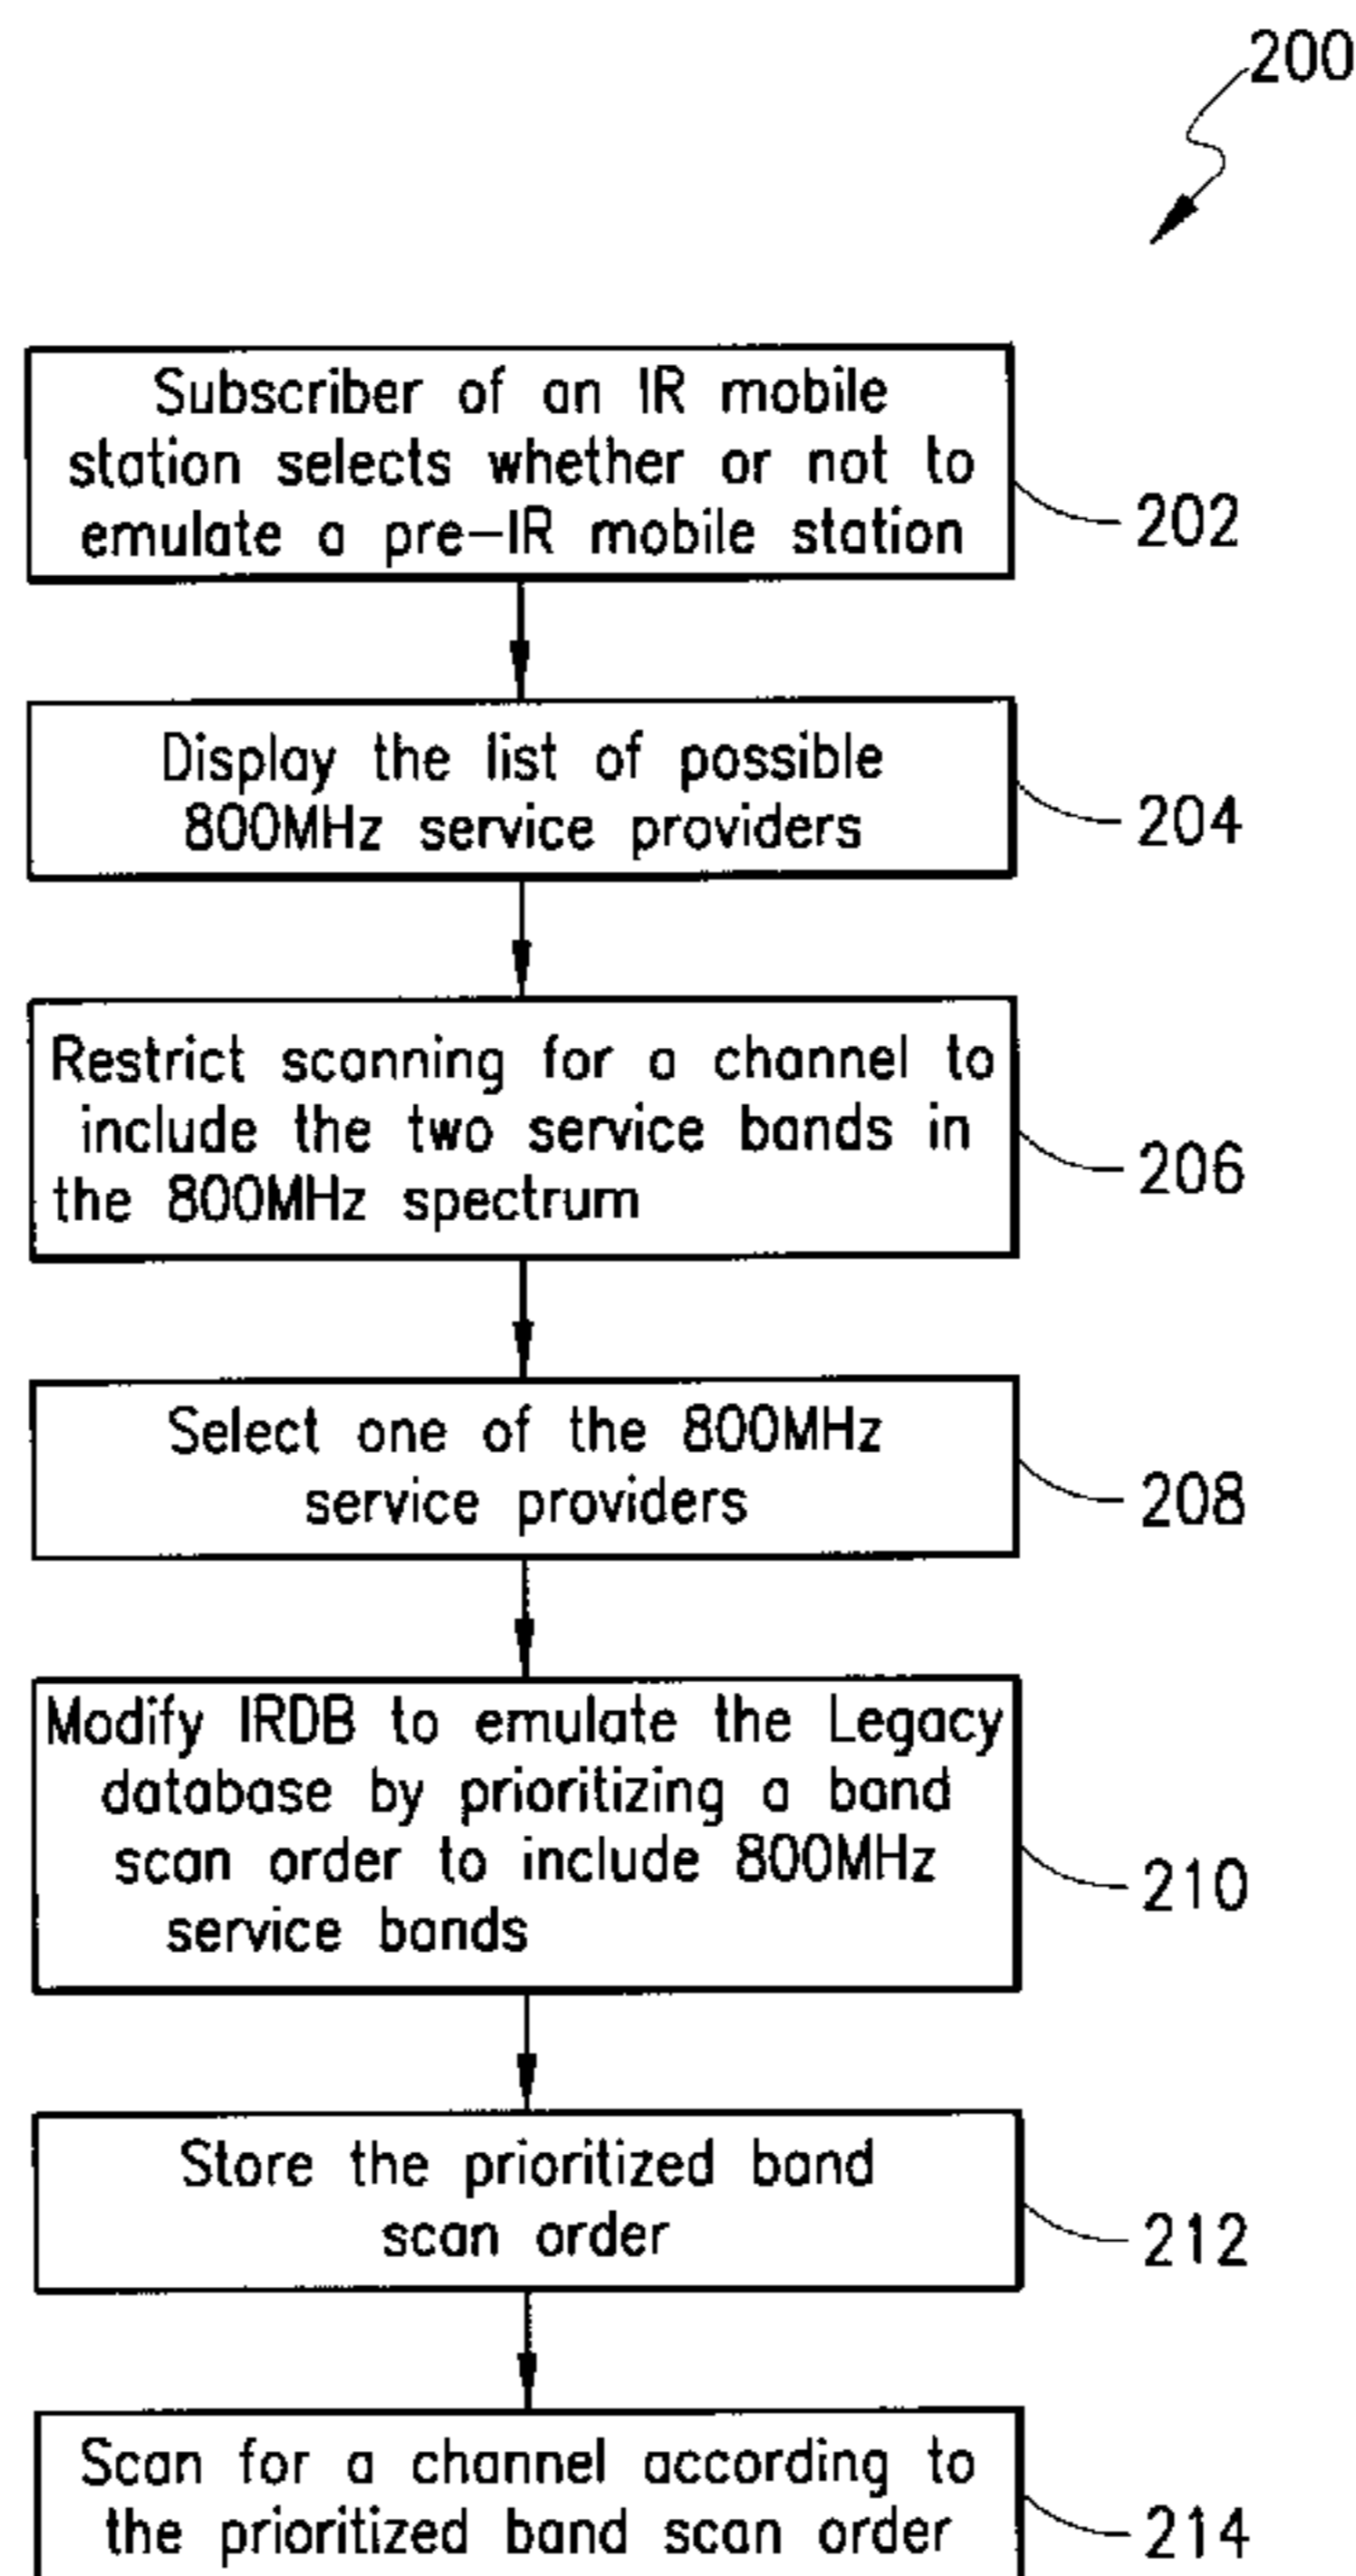 200
Subscriber of an IR mobile
station selects whether or not to
emulate a pre-IR mobile station
202
Display the list of possible
800MHz service providers
204
Restrict scanning for a channel to
include the two service bands in
the 800MHz spectrum
206
Select one of the 800MHz
service providers
208
Modify IRDB to emulate the Legacy
database by prioritizing a band
scan order to include 800MHz
service bands
210
Store the prioritized band
scan order
212
Scan for a channel according to
the prioritized band scan order
214